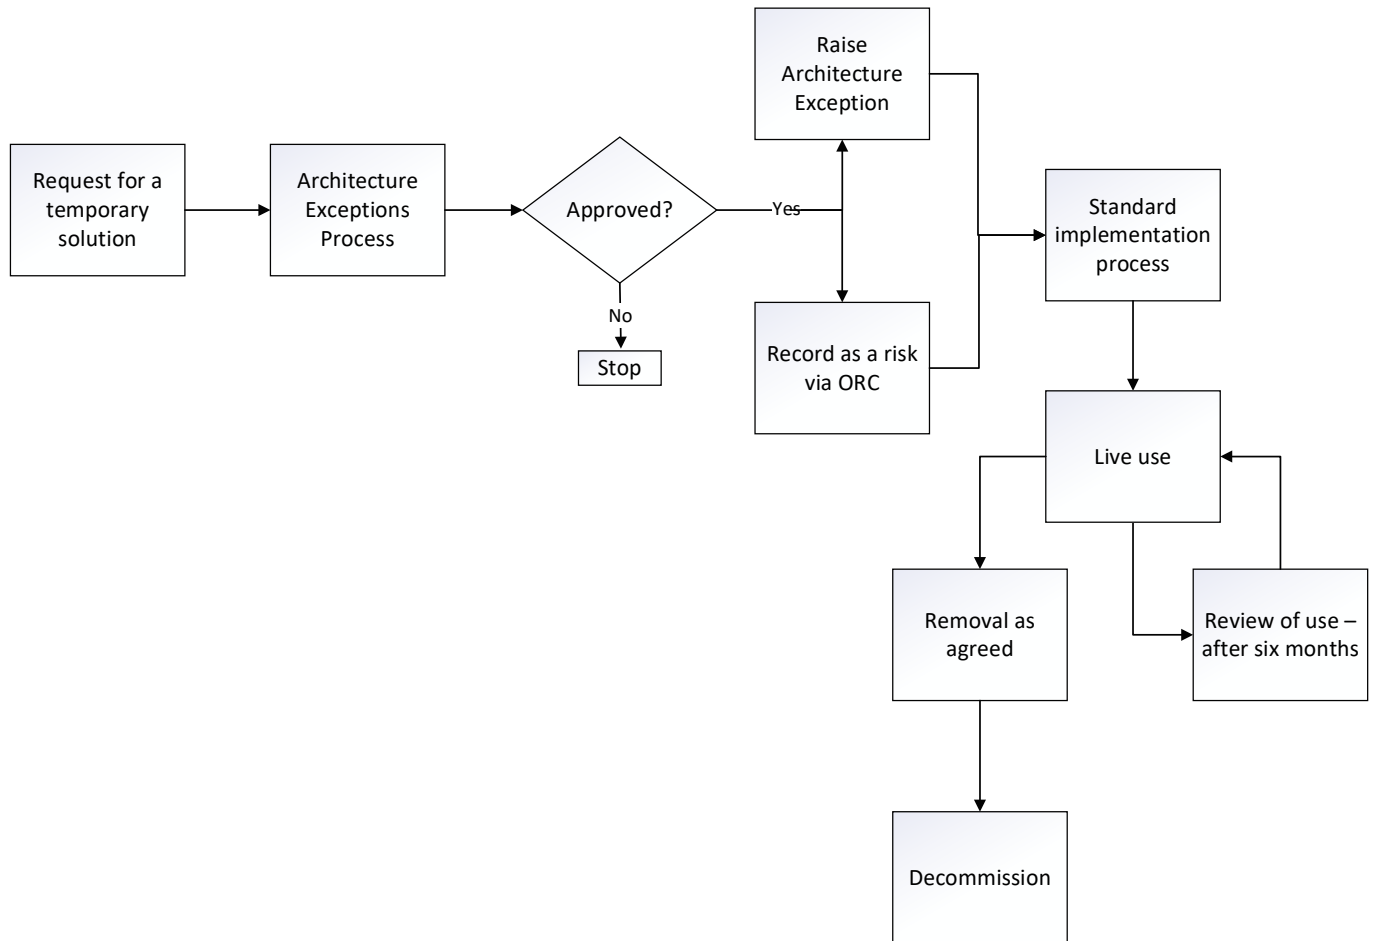 Request for a
temporary
solution
Architecture
Exceptions
Process
Approved?
Yes
No
Stop
Raise
Architecture
Exception
Record as a risk
via ORC
Standard
implementation
process
Live use
Removal as
agreed
Review of use –
after six months
Decommission